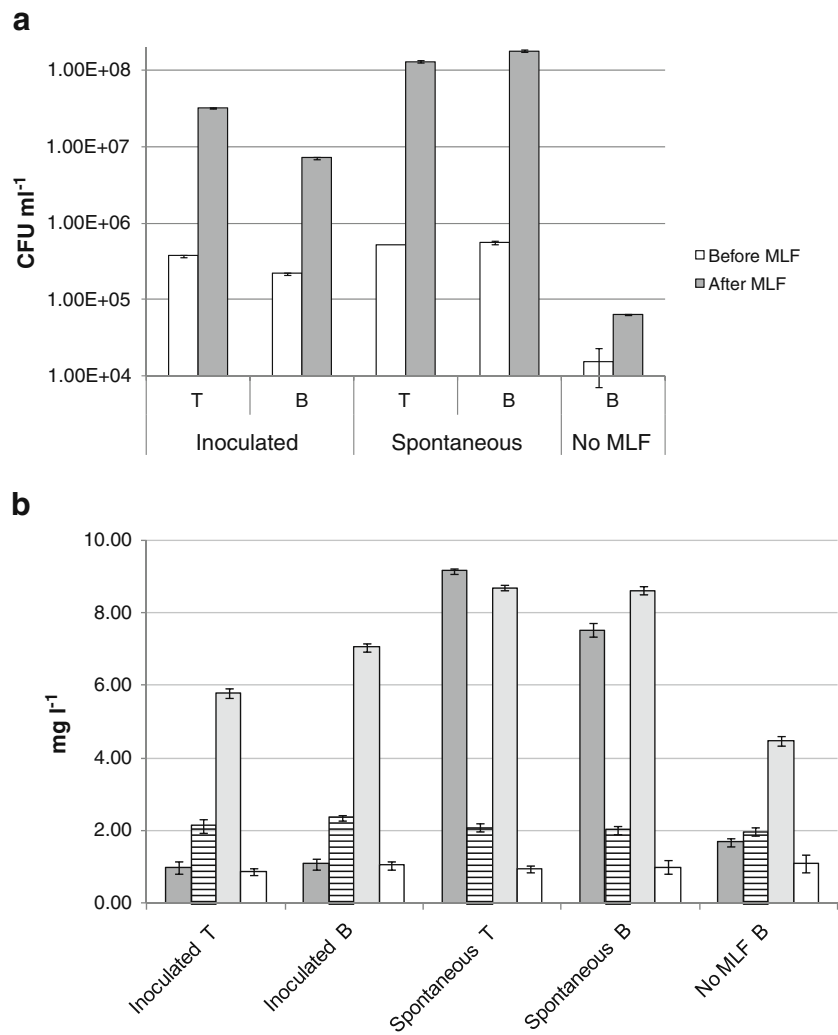 a
1.00E+08
1.00E+07
1.00E+06
1.00E+05
1.00E+04
CFU ml⁻¹
T B T B B
Inoculated Spontaneous No MLF
Before MLF
After MLF
b
10.00
8.00
6.00
4.00
2.00
0.00
mg l⁻¹
Inoculated T
Inoculated B
Spontaneous T
Spontaneous B
No MLF B